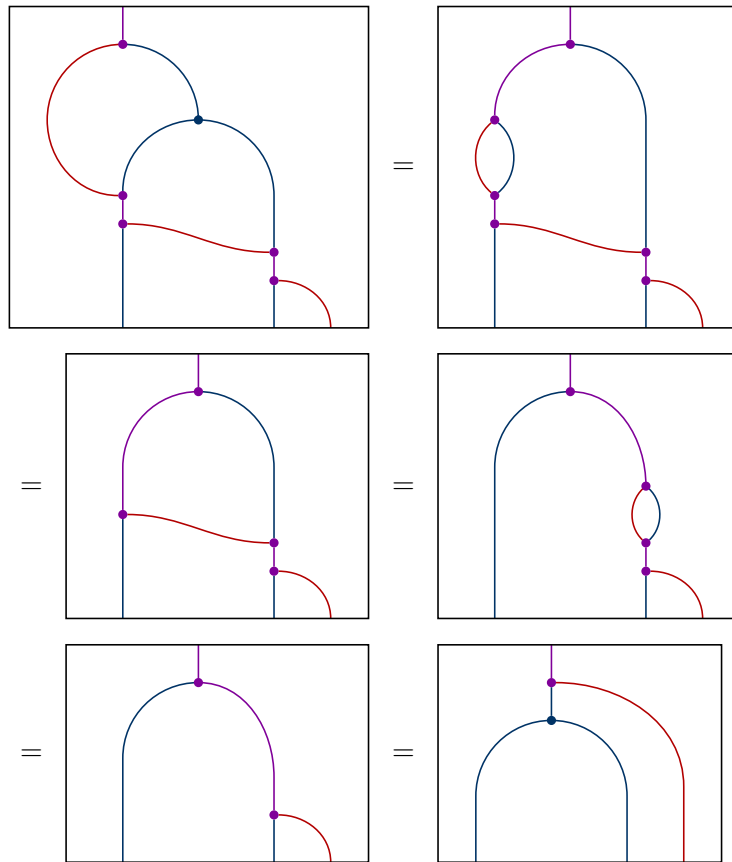 =
= =
= =